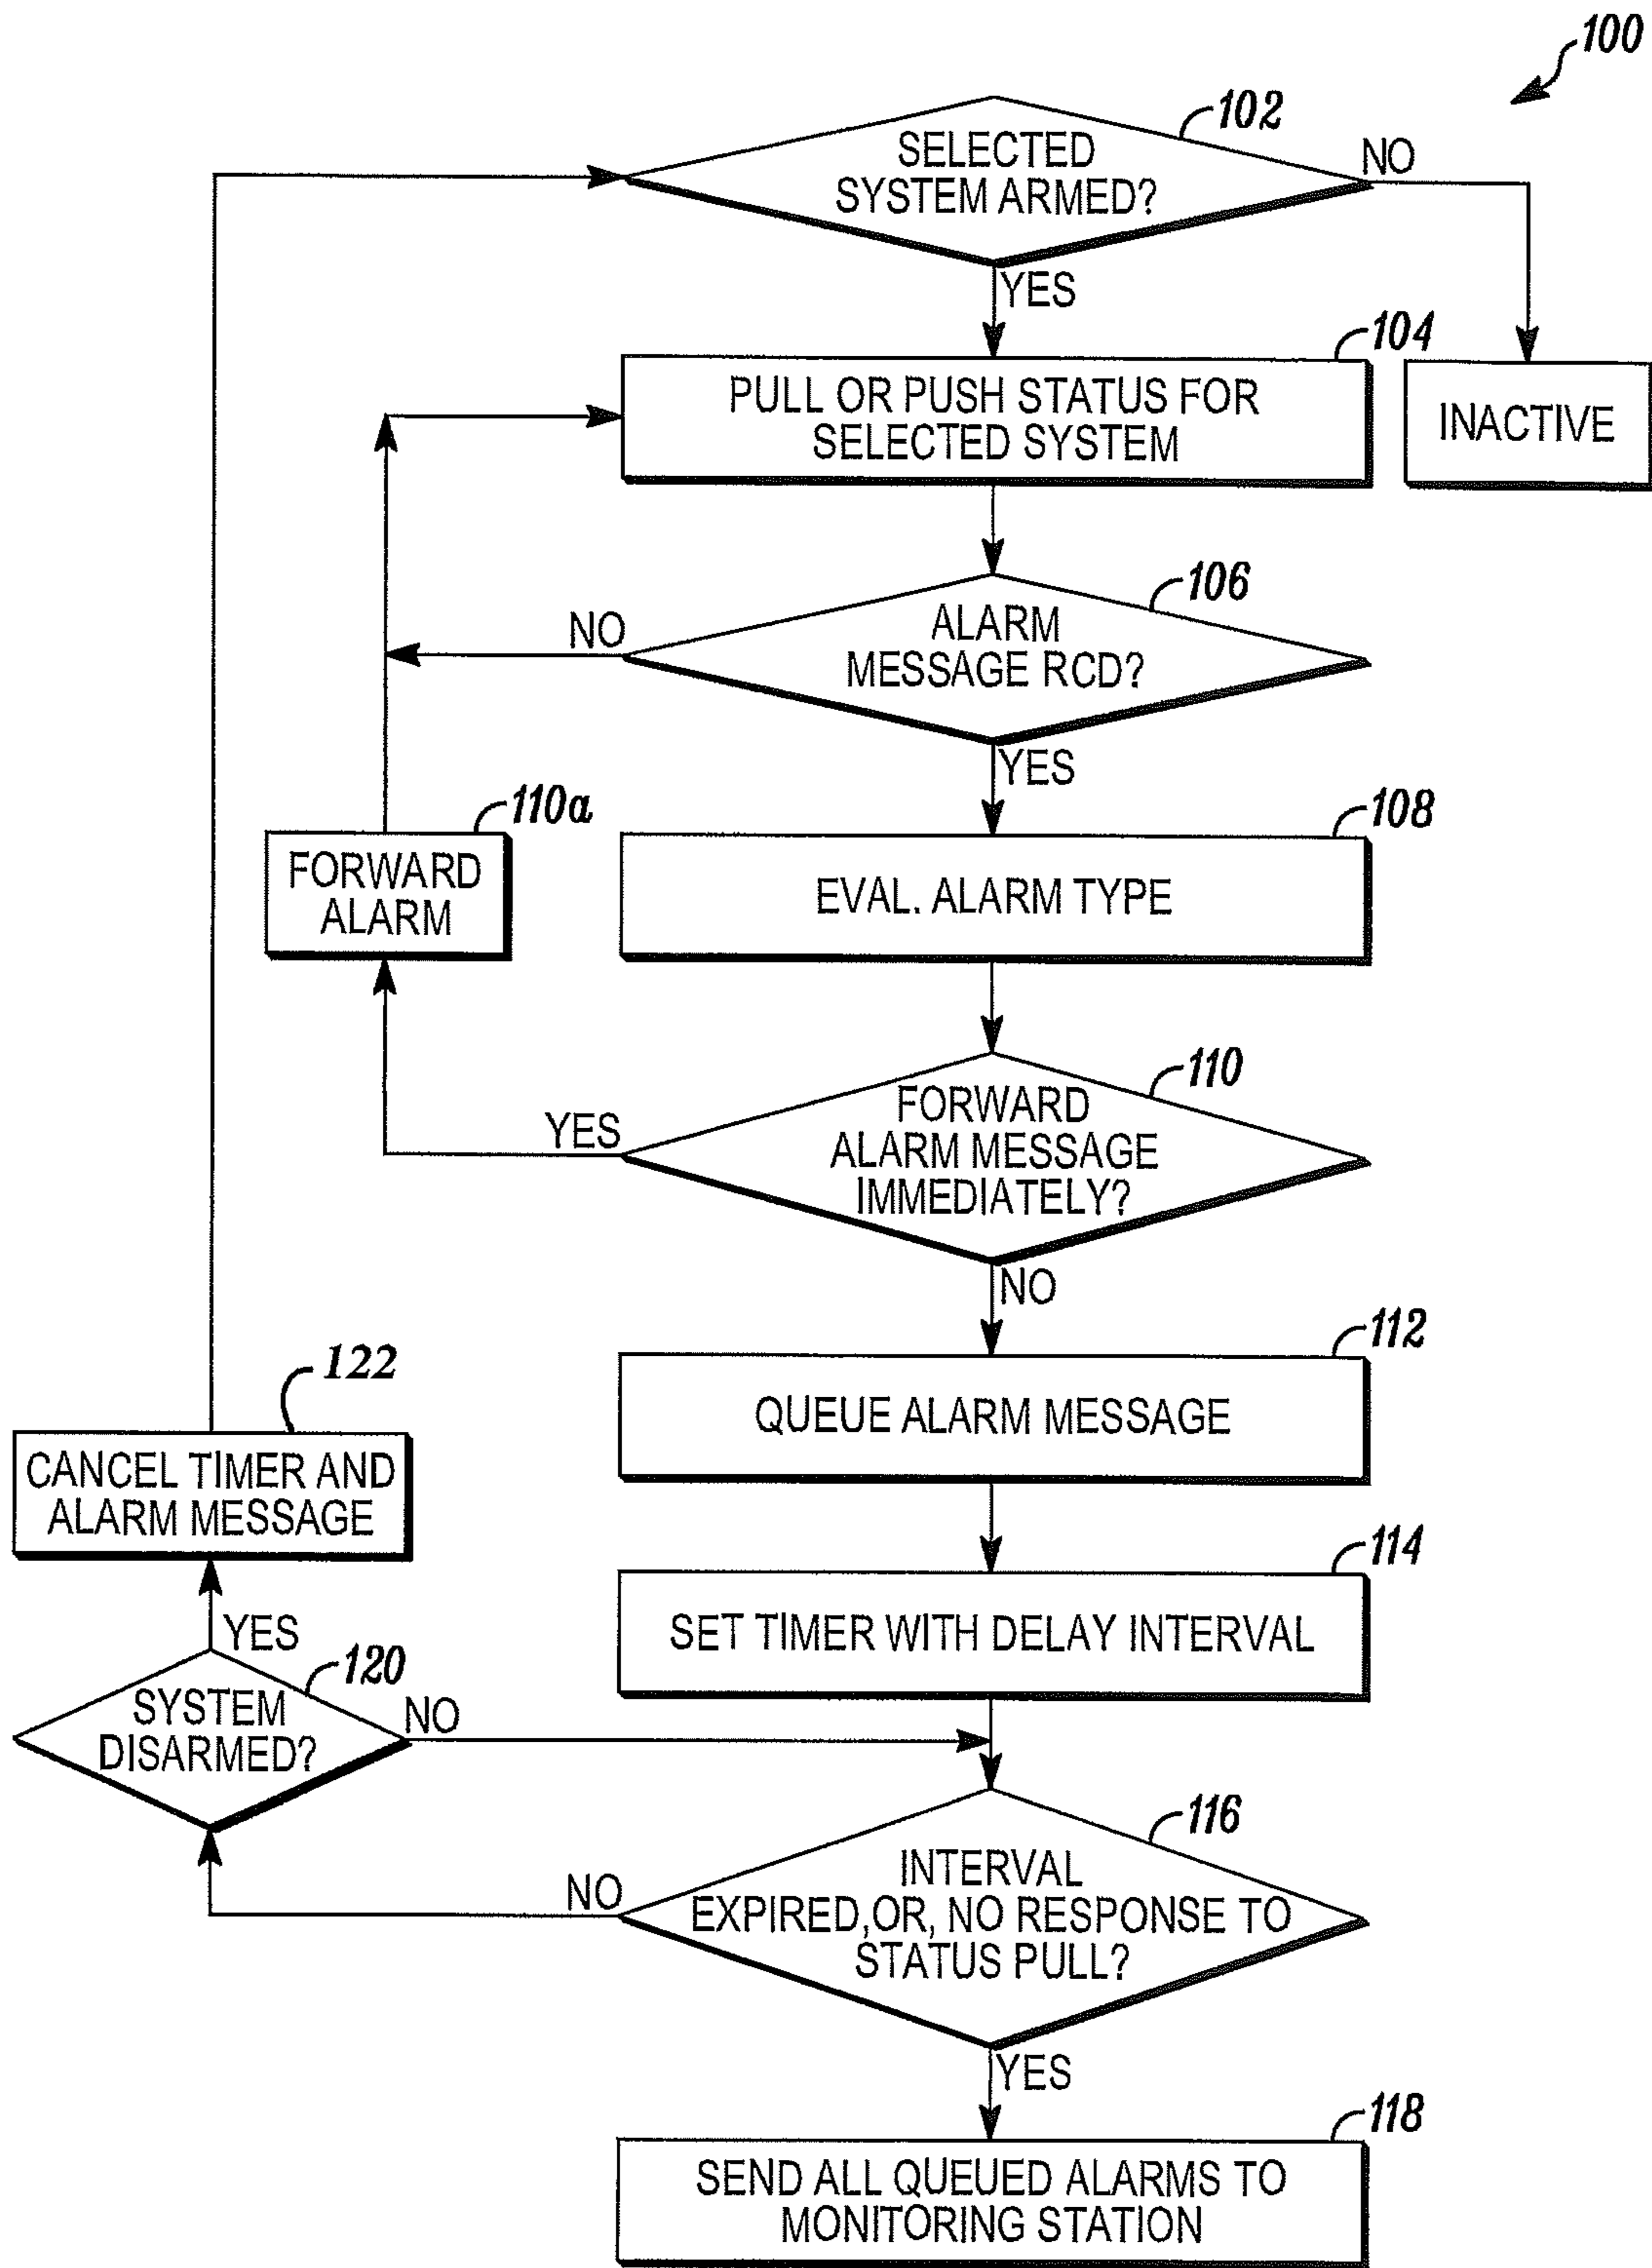 100
102
SELECTED
SYSTEM ARMED?
NO
YES
104
PULL OR PUSH STATUS FOR
SELECTED SYSTEM
INACTIVE
106
ALARM
MESSAGE RCD?
NO
YES
110a
FORWARD
ALARM
108
EVAL. ALARM TYPE
110
FORWARD
ALARM MESSAGE
IMMEDIATELY?
YES
NO
112
QUEUE ALARM MESSAGE
122
CANCEL TIMER AND
ALARM MESSAGE
114
SET TIMER WITH DELAY INTERVAL
YES
120
SYSTEM
DISARMED?
NO
116
INTERVAL
EXPIRED,OR, NO RESPONSE TO
STATUS PULL?
NO
YES
118
SEND ALL QUEUED ALARMS TO
MONITORING STATION